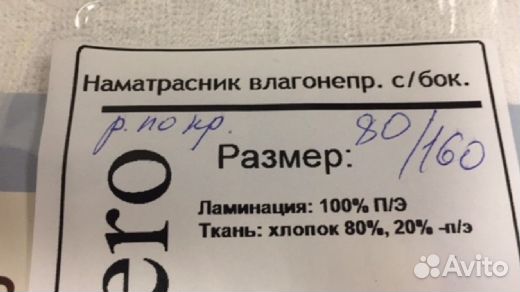 Наматрасник влагонепр. с/бок.
р. по кр.
80/160
Размер:
Ламинация: 100% П/Э
Ткань: хлопок 80%, 20% -п/э
ero
Avito